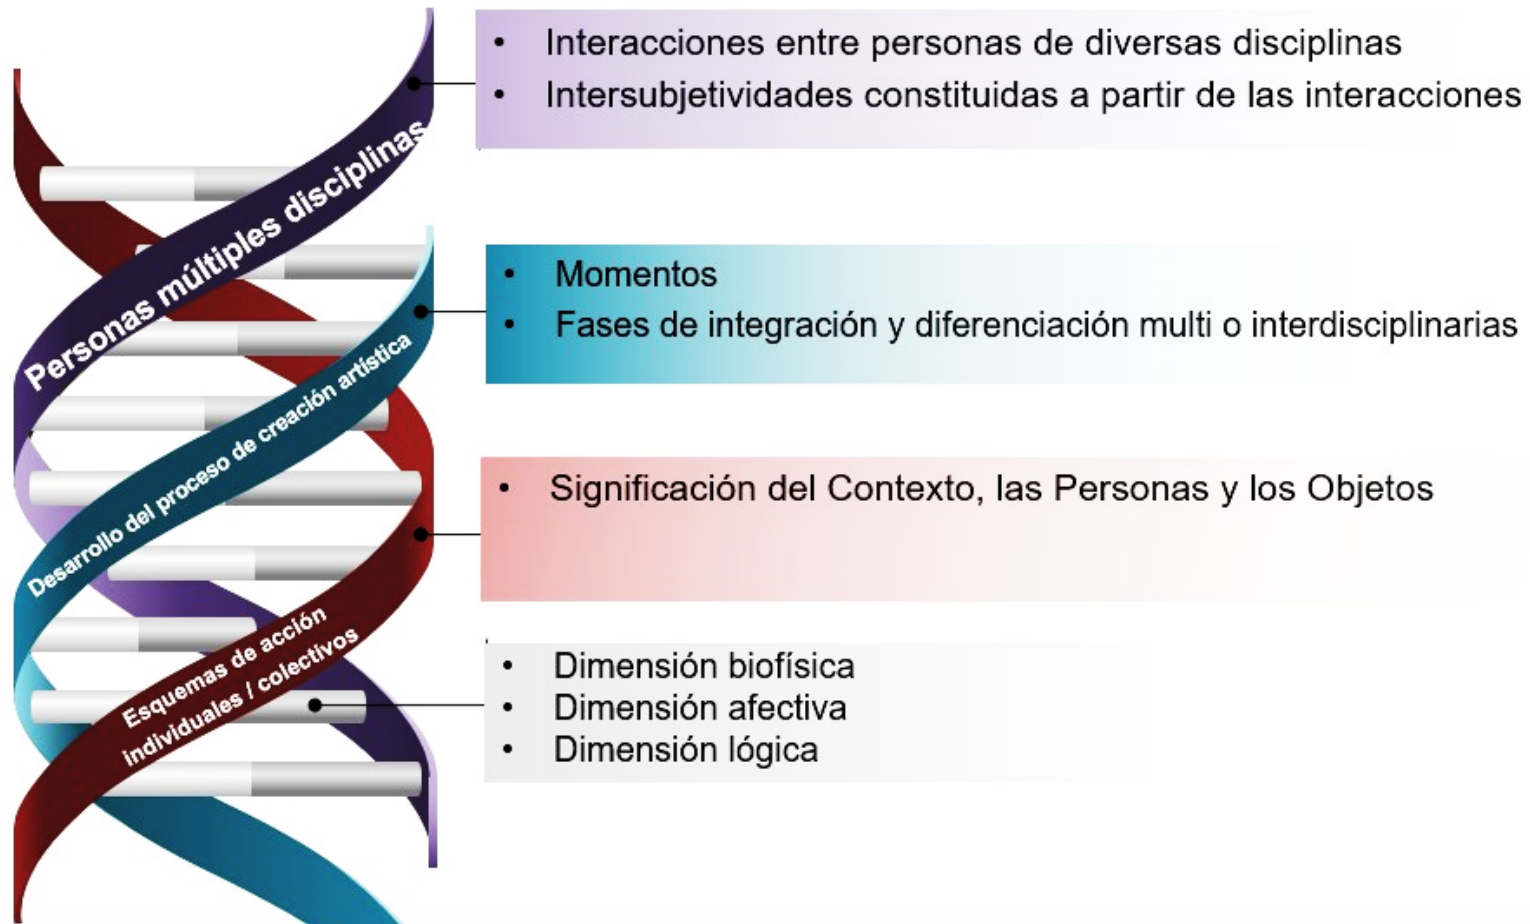 • Interacciones entre personas de diversas disciplinas
• Intersubjetividades constituidas a partir de las interacciones
Personas múltiples disciplinas
• Momentos
• Fases de integración y diferenciación multi o interdisciplinarias
Desarrollo del proceso de creación artística
• Significación del Contexto, las Personas y los Objetos
Esquemas de acción
individuales / colectivos
• Dimensión biofísica
• Dimensión afectiva
• Dimensión lógica